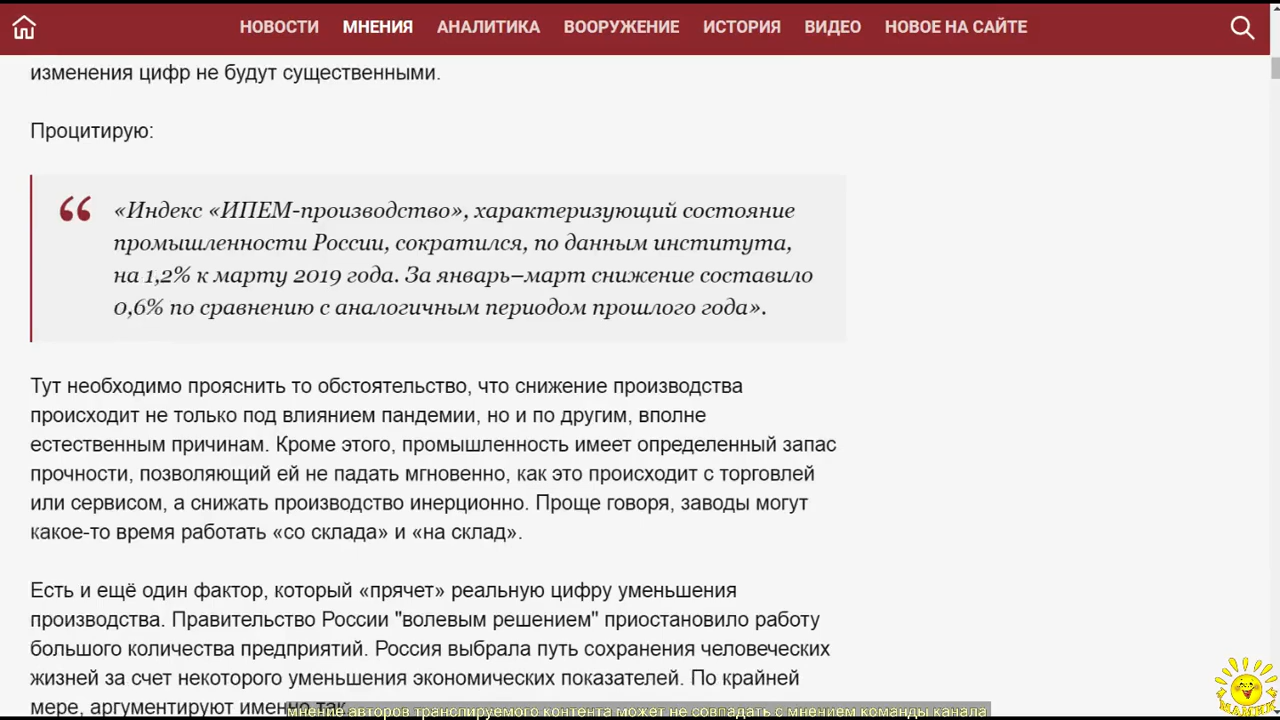 НОВОСТИ МНЕНИЯ АНАЛИТИКА ВООРУЖЕНИЕ ИСТОРИЯ ВИДЕО НОВОЕ НА САЙТЕ
изменения цифр не будут существенными.
Процитирую:
«Индекс «ИПЕМ-производство», характеризующий состояние
промышленности России, сократился, по данным института,
на 1,2% к марту 2019 года. За январь–март снижение составило
0,6% по сравнению с аналогичным периодом прошлого года».
Тут необходимо прояснить то обстоятельство, что снижение производства
происходит не только под влиянием пандемии, но и по другим, вполне
естественным причинам. Кроме этого, промышленность имеет определенный запас
прочности, позволяющий ей не падать мгновенно, как это происходит с торговлей
или сервисом, а снижать производство инерционно. Проще говоря, заводы могут
какое-то время работать «со склада» и «на склад».
Есть и ещё один фактор, который «прячет» реальную цифру уменьшения
производства. Правительство России "волевым решением" приостановило работу
большого количества предприятий. Россия выбрала путь сохранения человеческих
жизней за счет некоторого уменьшения экономических показателей. По крайней
мере, аргументируют именно так.
мнение авторов транслируемого контента может не совпадать с мнением команды канала